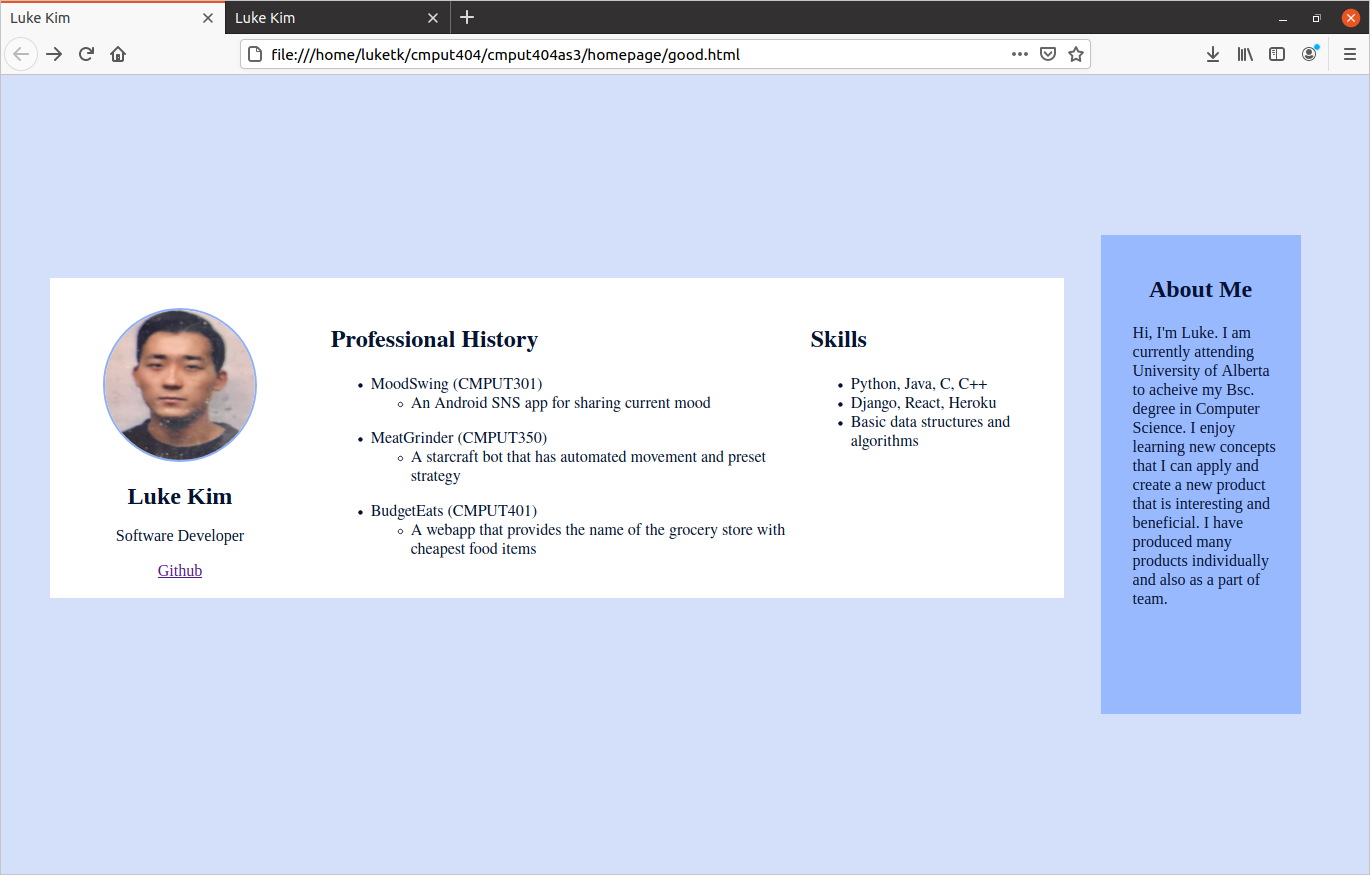 Luke Kim
Luke Kim
file:///home/luketk/cmput404/cmput404as3/homepage/good.html
Luke Kim
Software Developer
Github
Professional History
MoodSwing (CMPUT301)
An Android SNS app for sharing current mood
MeatGrinder (CMPUT350)
A starcraft bot that has automated movement and preset
strategy
BudgetEats (CMPUT401)
A webapp that provides the name of the grocery store with
cheapest food items
Skills
Python, Java, C, C++
Django, React, Heroku
Basic data structures and
algorithms
About Me
Hi, I'm Luke. I am
currently attending
University of Alberta
to acheive my Bsc.
degree in Computer
Science. I enjoy
learning new concepts
that I can apply and
create a new product
that is interesting and
beneficial. I have
produced many
products individually
and also as a part of
team.